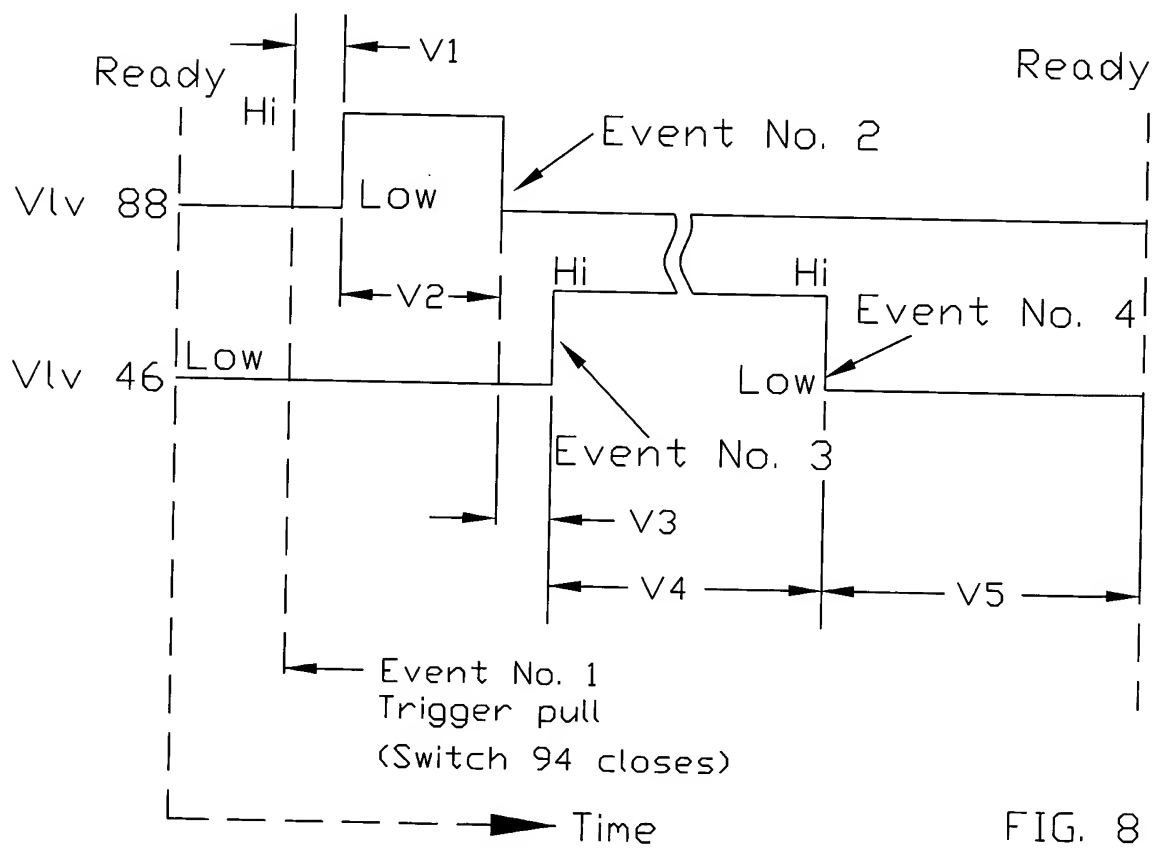 V1
Ready
Ready
Hi
Event No. 2
Vlv 88
Low
Hi
Hi
V2
Event No. 4
Low
Vlv 46
Low
Event No. 3
V3
V4
V5
Event No. 1
Trigger pull
(Switch 94 closes)
Time
FIG. 8